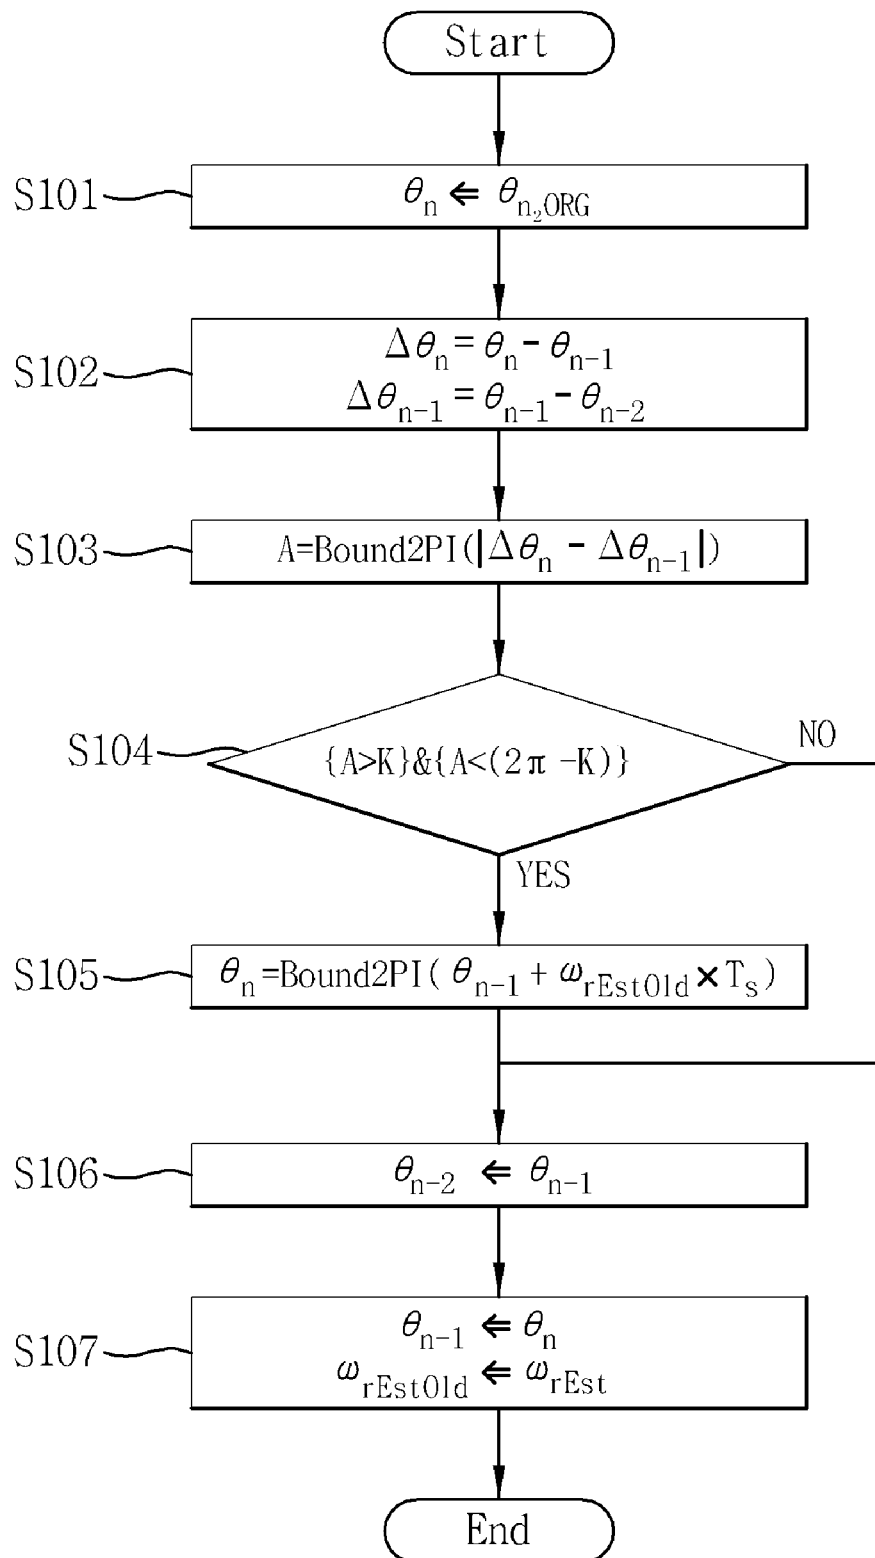 Start
S101
θn ⇐ θn2ORG
S102
Δθn = θn - θn-1
Δθn-1 = θn-1 - θn-2
S103
A=Bound2PI(|Δθn - Δθn-1|)
S104
{A>K}&{A<(2π-K)}
NO
YES
S105
θn=Bound2PI(θn-1 + ωrEstOld × Ts)
S106
θn-2 ⇐ θn-1
S107
θn-1 ⇐ θn
ωrEstOld ⇐ ωrEst
End